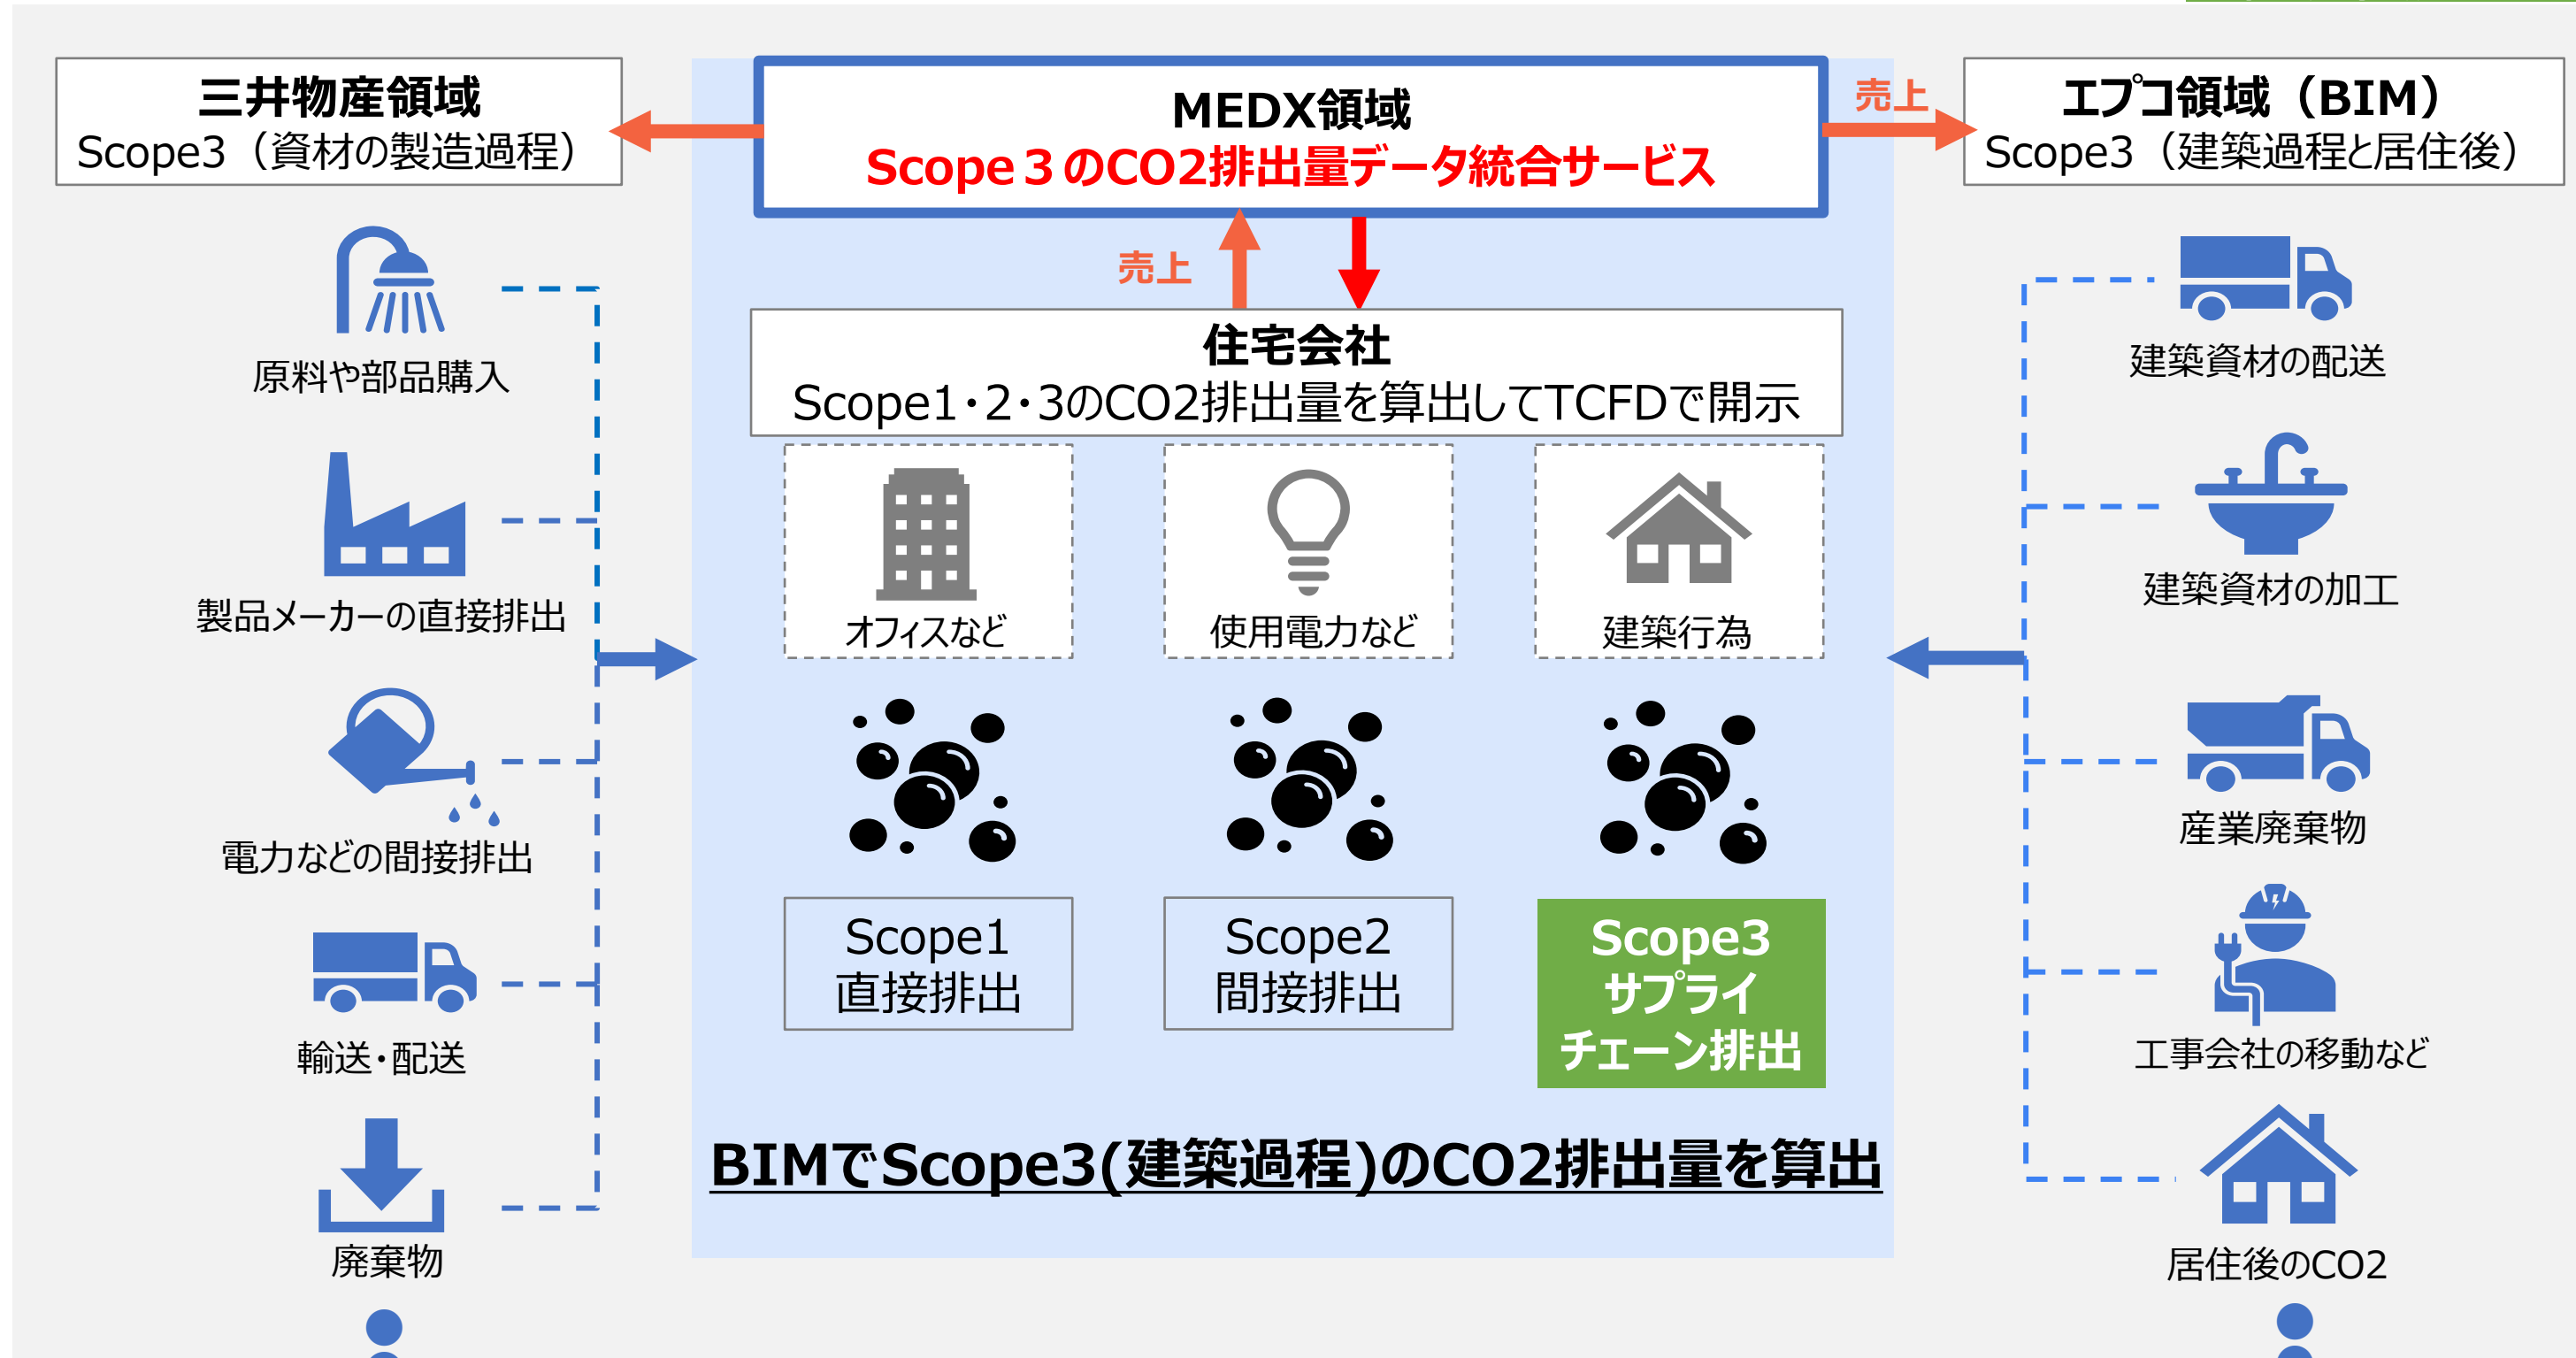 三井物産領域
Scope3（資材の製造過程）
MEDX領域
Scope３のCO2排出量データ統合サービス
売上
エプコ領域（BIM）
Scope3（建築過程と居住後）
売上
住宅会社
Scope1・2・3のCO2排出量を算出してTCFDで開示
原料や部品購入
製品メーカーの直接排出
電力などの間接排出
輸送・配送
廃棄物
オフィスなど
使用電力など
建築行為
Scope1
直接排出
Scope2
間接排出
Scope3
サプライ
チェーン排出
BIMでScope3(建築過程)のCO2排出量を算出
建築資材の配送
建築資材の加工
産業廃棄物
工事会社の移動など
居住後のCO2